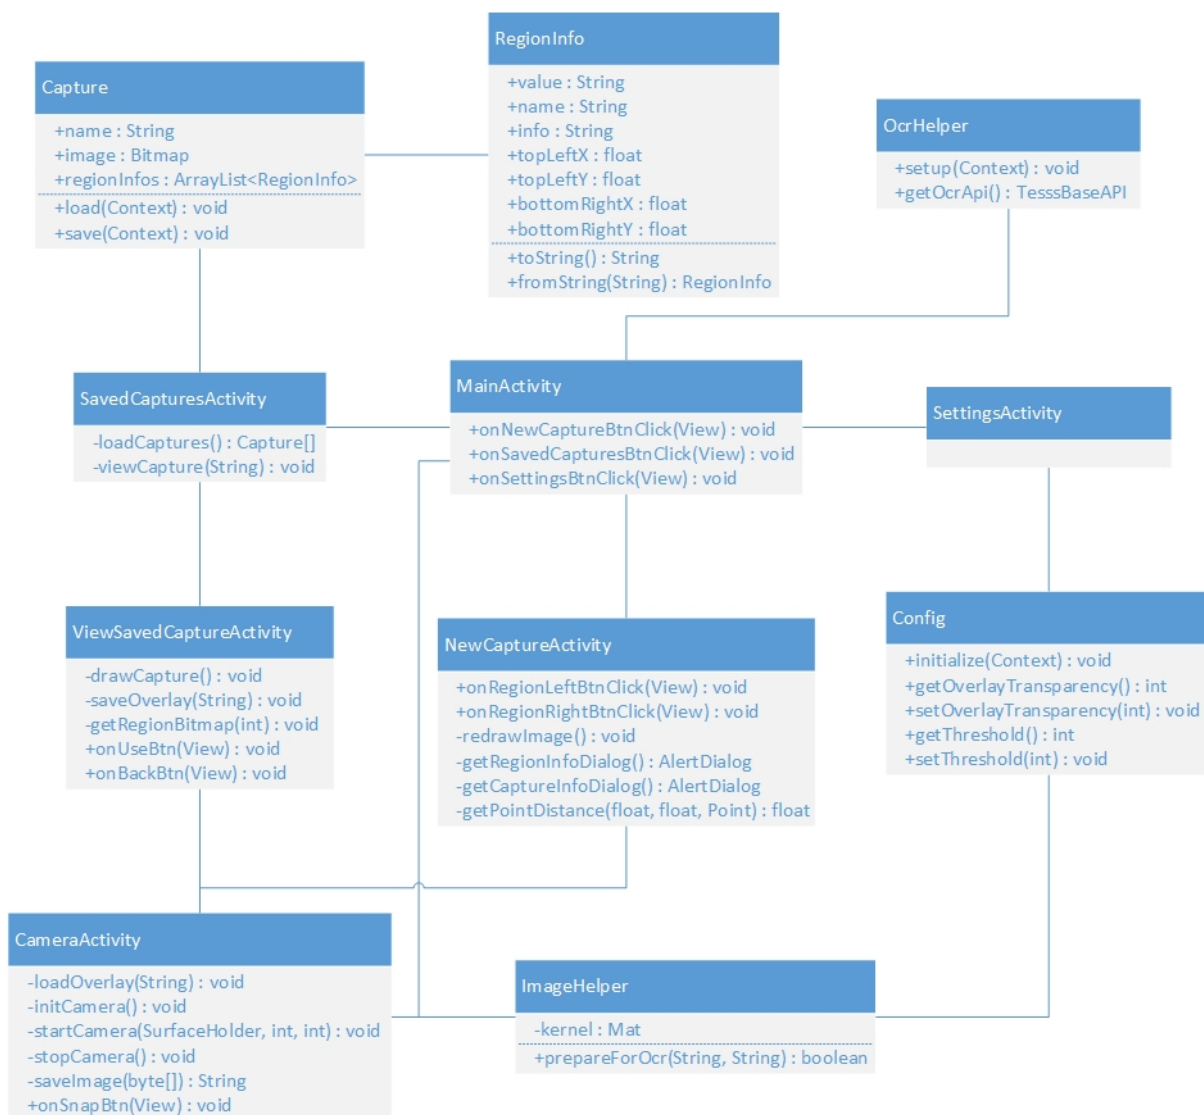 RegionInfo
+value : String
+name : String
+info : String
+topLeftX : float
+topLeftY : float
+bottomRightX : float
+bottomRightY : float
+toString() : String
+fromString(String) : RegionInfo
Capture
+name : String
+image : Bitmap
+regionInfos : ArrayList<RegionInfo>
+load(Context) : void
+save(Context) : void
OcrHelper
+setup(Context) : void
+getOcrApi() : TesssBaseAPI
SavedCapturesActivity
-loadCaptures() : Capture[]
-viewCapture(String) : void
MainActivity
+onNewCaptureBtnClick(View) : void
+onSavedCapturesBtnClick(View) : void
+onSettingsBtnClick(View) : void
SettingsActivity
ViewSavedCaptureActivity
-drawCapture() : void
-saveOverlay(String) : void
-getRegionBitmap(int) : void
+onUseBtn(View) : void
+onBackBtn(View) : void
NewCaptureActivity
+onRegionLeftBtnClick(View) : void
+onRegionRightBtnClick(View) : void
-redrawImage() : void
-getRegionInfoDialog() : AlertDialog
-getCaptureInfoDialog() : AlertDialog
-getPointDistance(float, float, Point) : float
Config
+initialize(Context) : void
+getOverlayTransparency() : int
+setOverlayTransparency(int) : void
+getThreshold() : int
+setThreshold(int) : void
CameraActivity
-loadOverlay(String) : void
-initCamera() : void
-startCamera(SurfaceHolder, int, int) : void
-stopCamera() : void
-saveImage(byte[]) : String
+onSnapBtn(View) : void
ImageHelper
-kernel : Mat
+prepareForOcr(String, String) : boolean